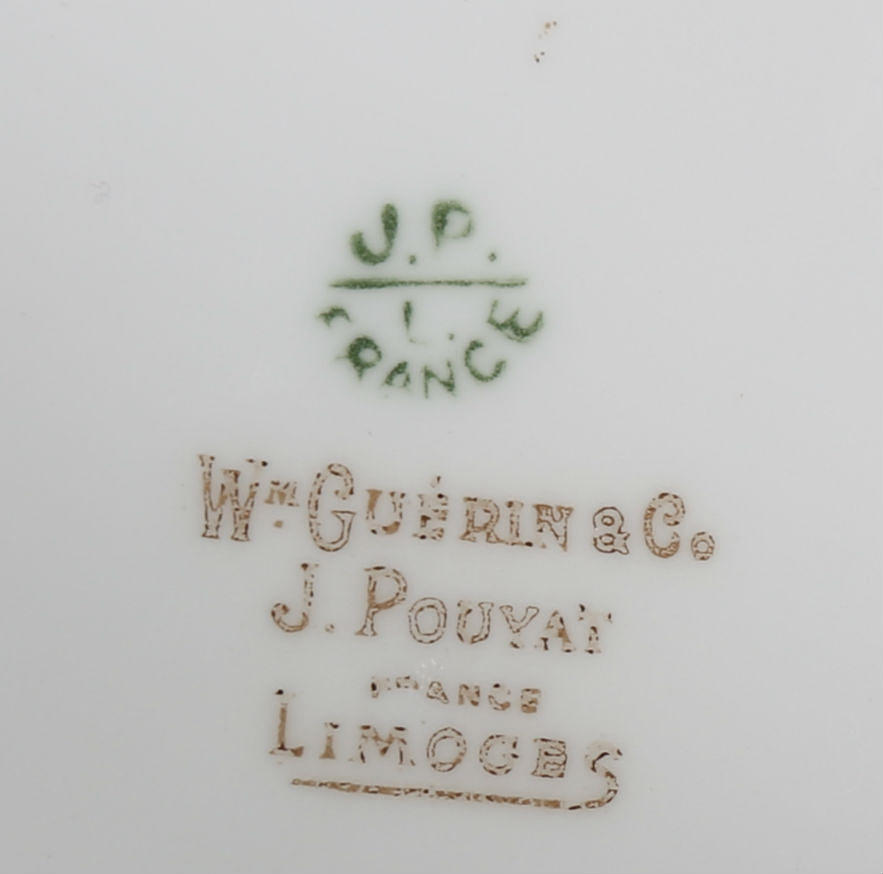 J.P.
L.
FRANCE
Wᴹ GUÉRIN & Cᴼ
J. POUYAT
FRANCE
LIMOGES